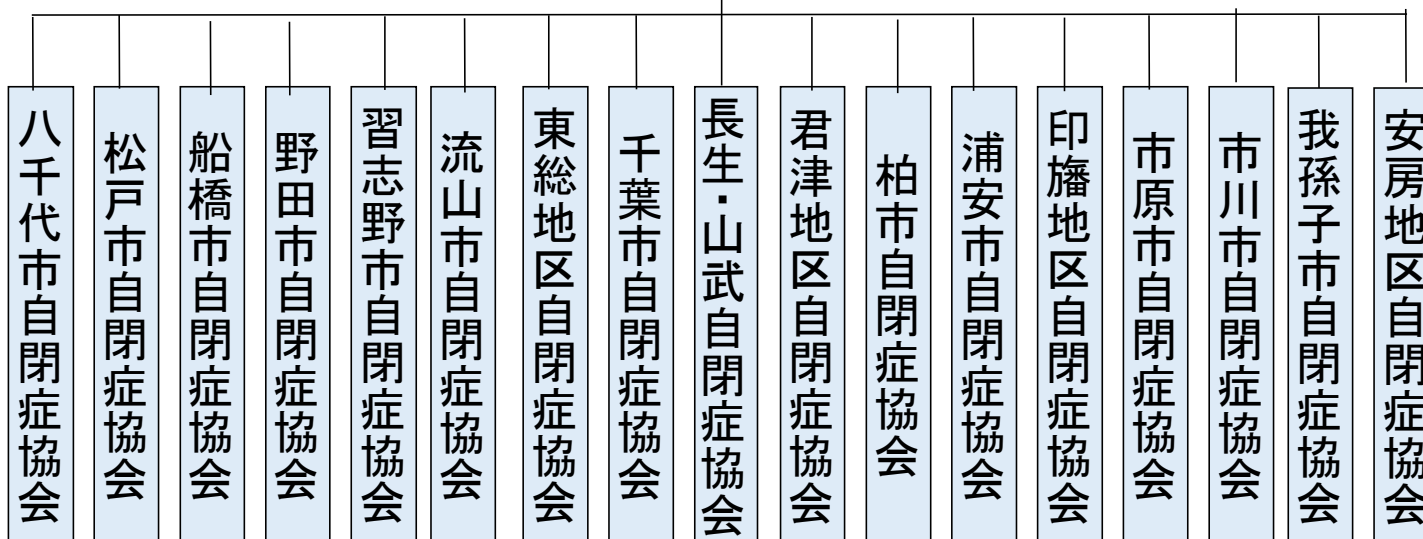 安房地区自閉症協会
我孫子市自閉症協会
市川市自閉症協会
市原市自閉症協会
印旛地区自閉症協会
浦安市自閉症協会
柏市自閉症協会
君津地区自閉症協会
長生・山武自閉症協会
千葉市自閉症協会
東総地区自閉症協会
流山市自閉症協会
習志野市自閉症協会
野田市自閉症協会
船橋市自閉症協会
松戸市自閉症協会
八千代市自閉症協会